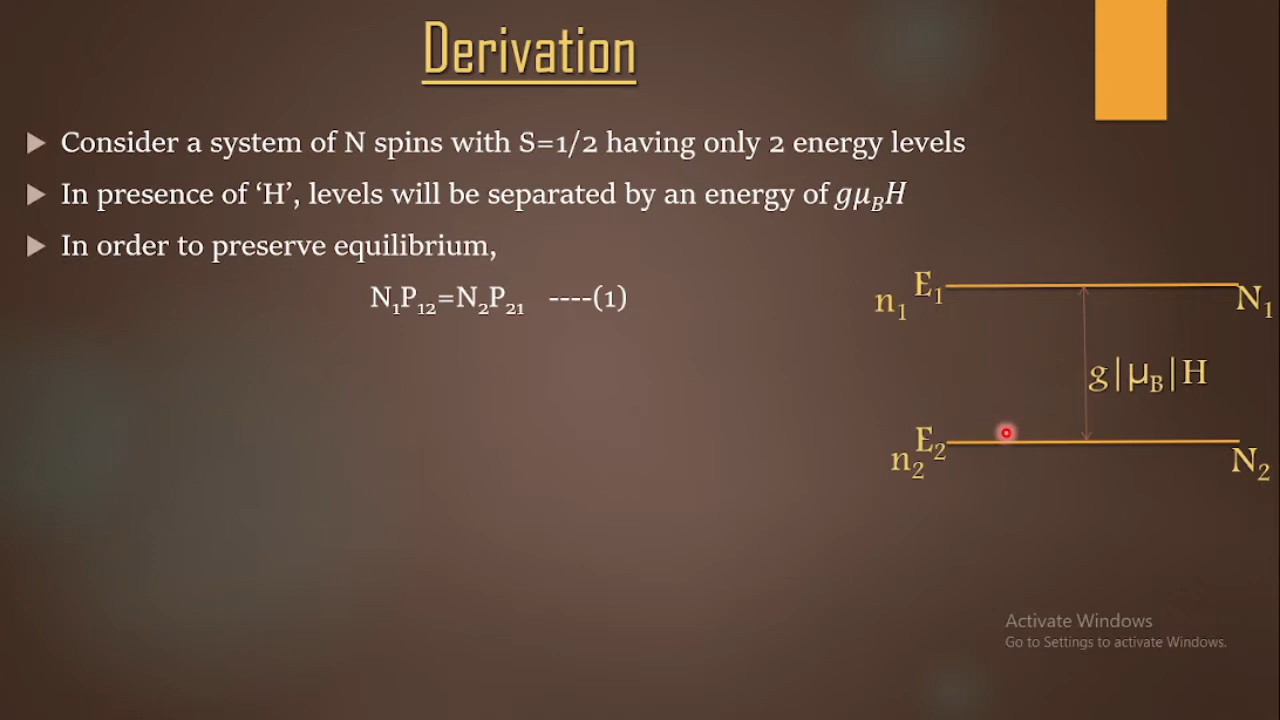 Derivation
Consider a system of N spins with S=1/2 having only 2 energy levels
In presence of ‘H’, levels will be separated by an energy of gμ_BH
In order to preserve equilibrium,
N₁P₁₂=N₂P₂₁ ----(1)
n₁ E₁ N₁
g|μ_B|H
n₂ E₂ N₂
Activate Windows
Go to Settings to activate Windows.